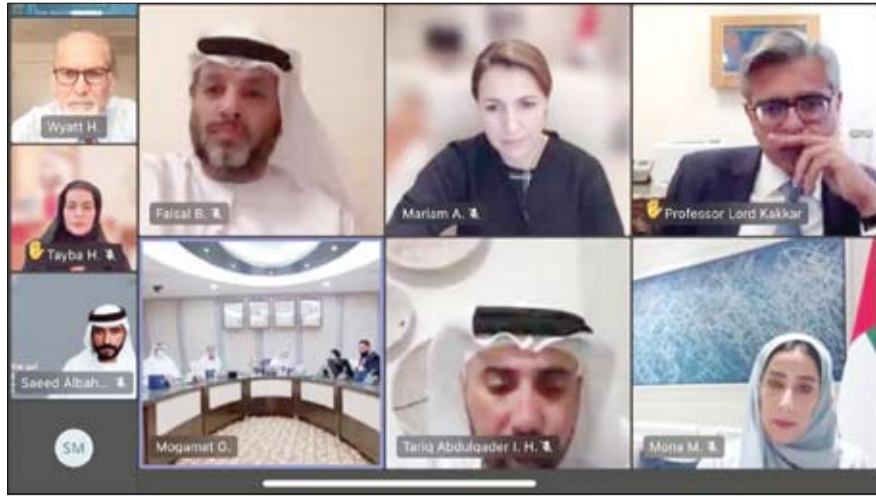 Wyatt H.
Faisal B.
Mariam A.
Professor Lord Kakkar
Tayba H.
Saeed Albah...
Mogamat G.
Tariq Abdulqader I. H.
Mona M.
SM